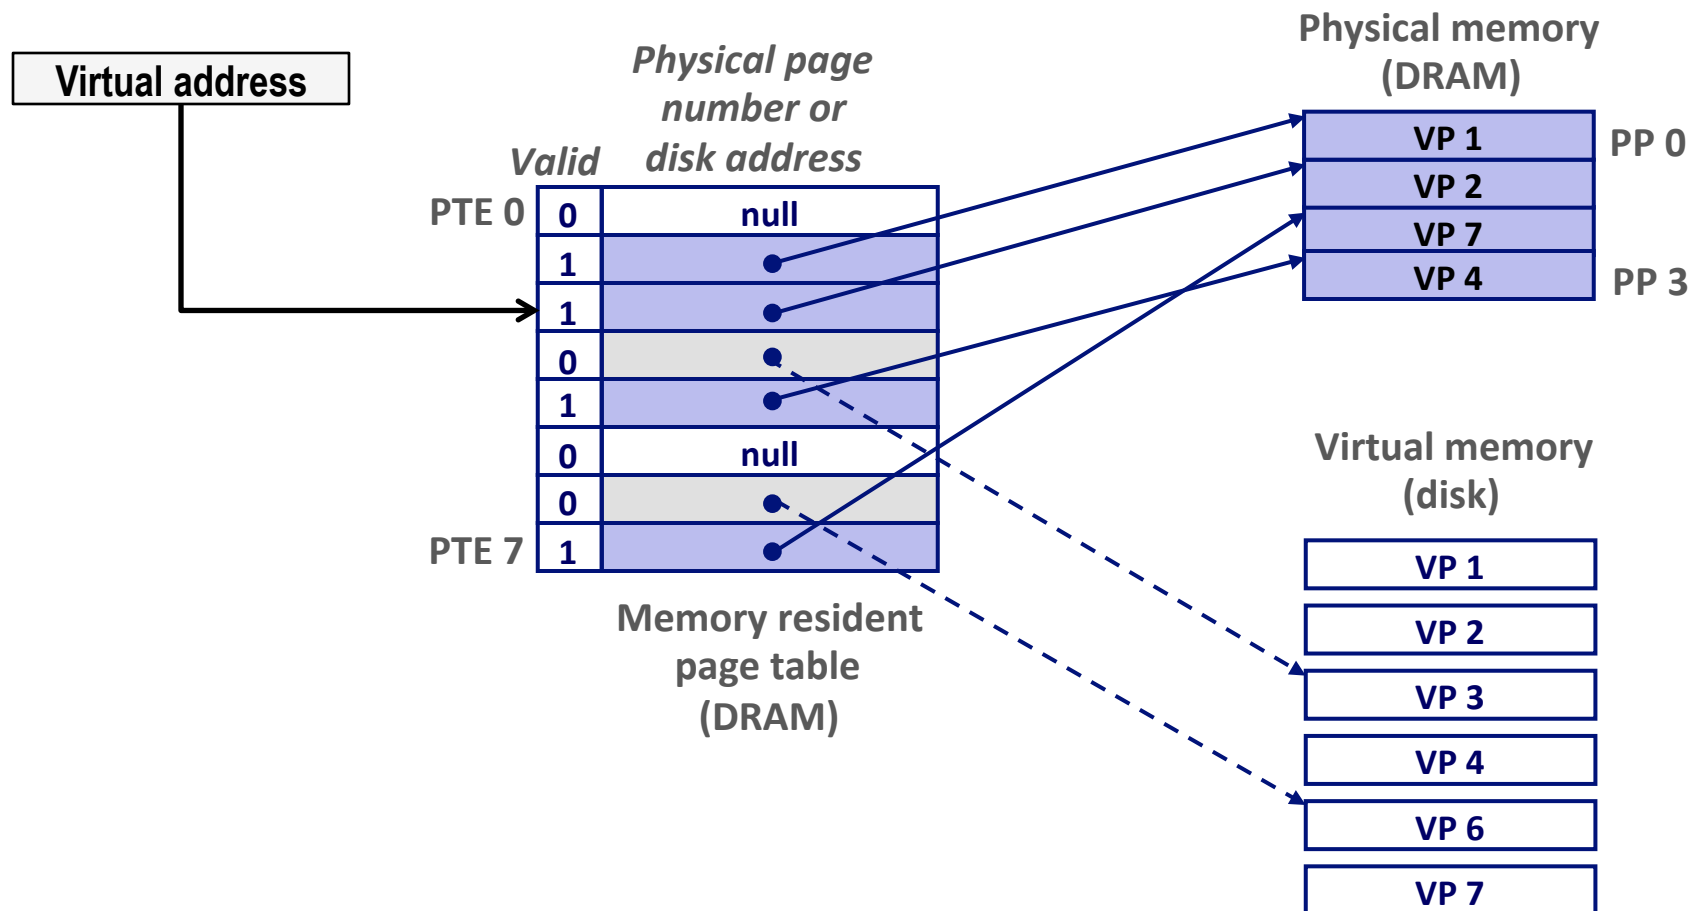 Virtual address
Physical page
number or
disk address
Valid
PTE 0
0
null
1
1
0
1
0
null
0
PTE 7
1
Memory resident
page table
(DRAM)
Physical memory
(DRAM)
VP 1
PP 0
VP 2
VP 7
VP 4
PP 3
Virtual memory
(disk)
VP 1
VP 2
VP 3
VP 4
VP 6
VP 7